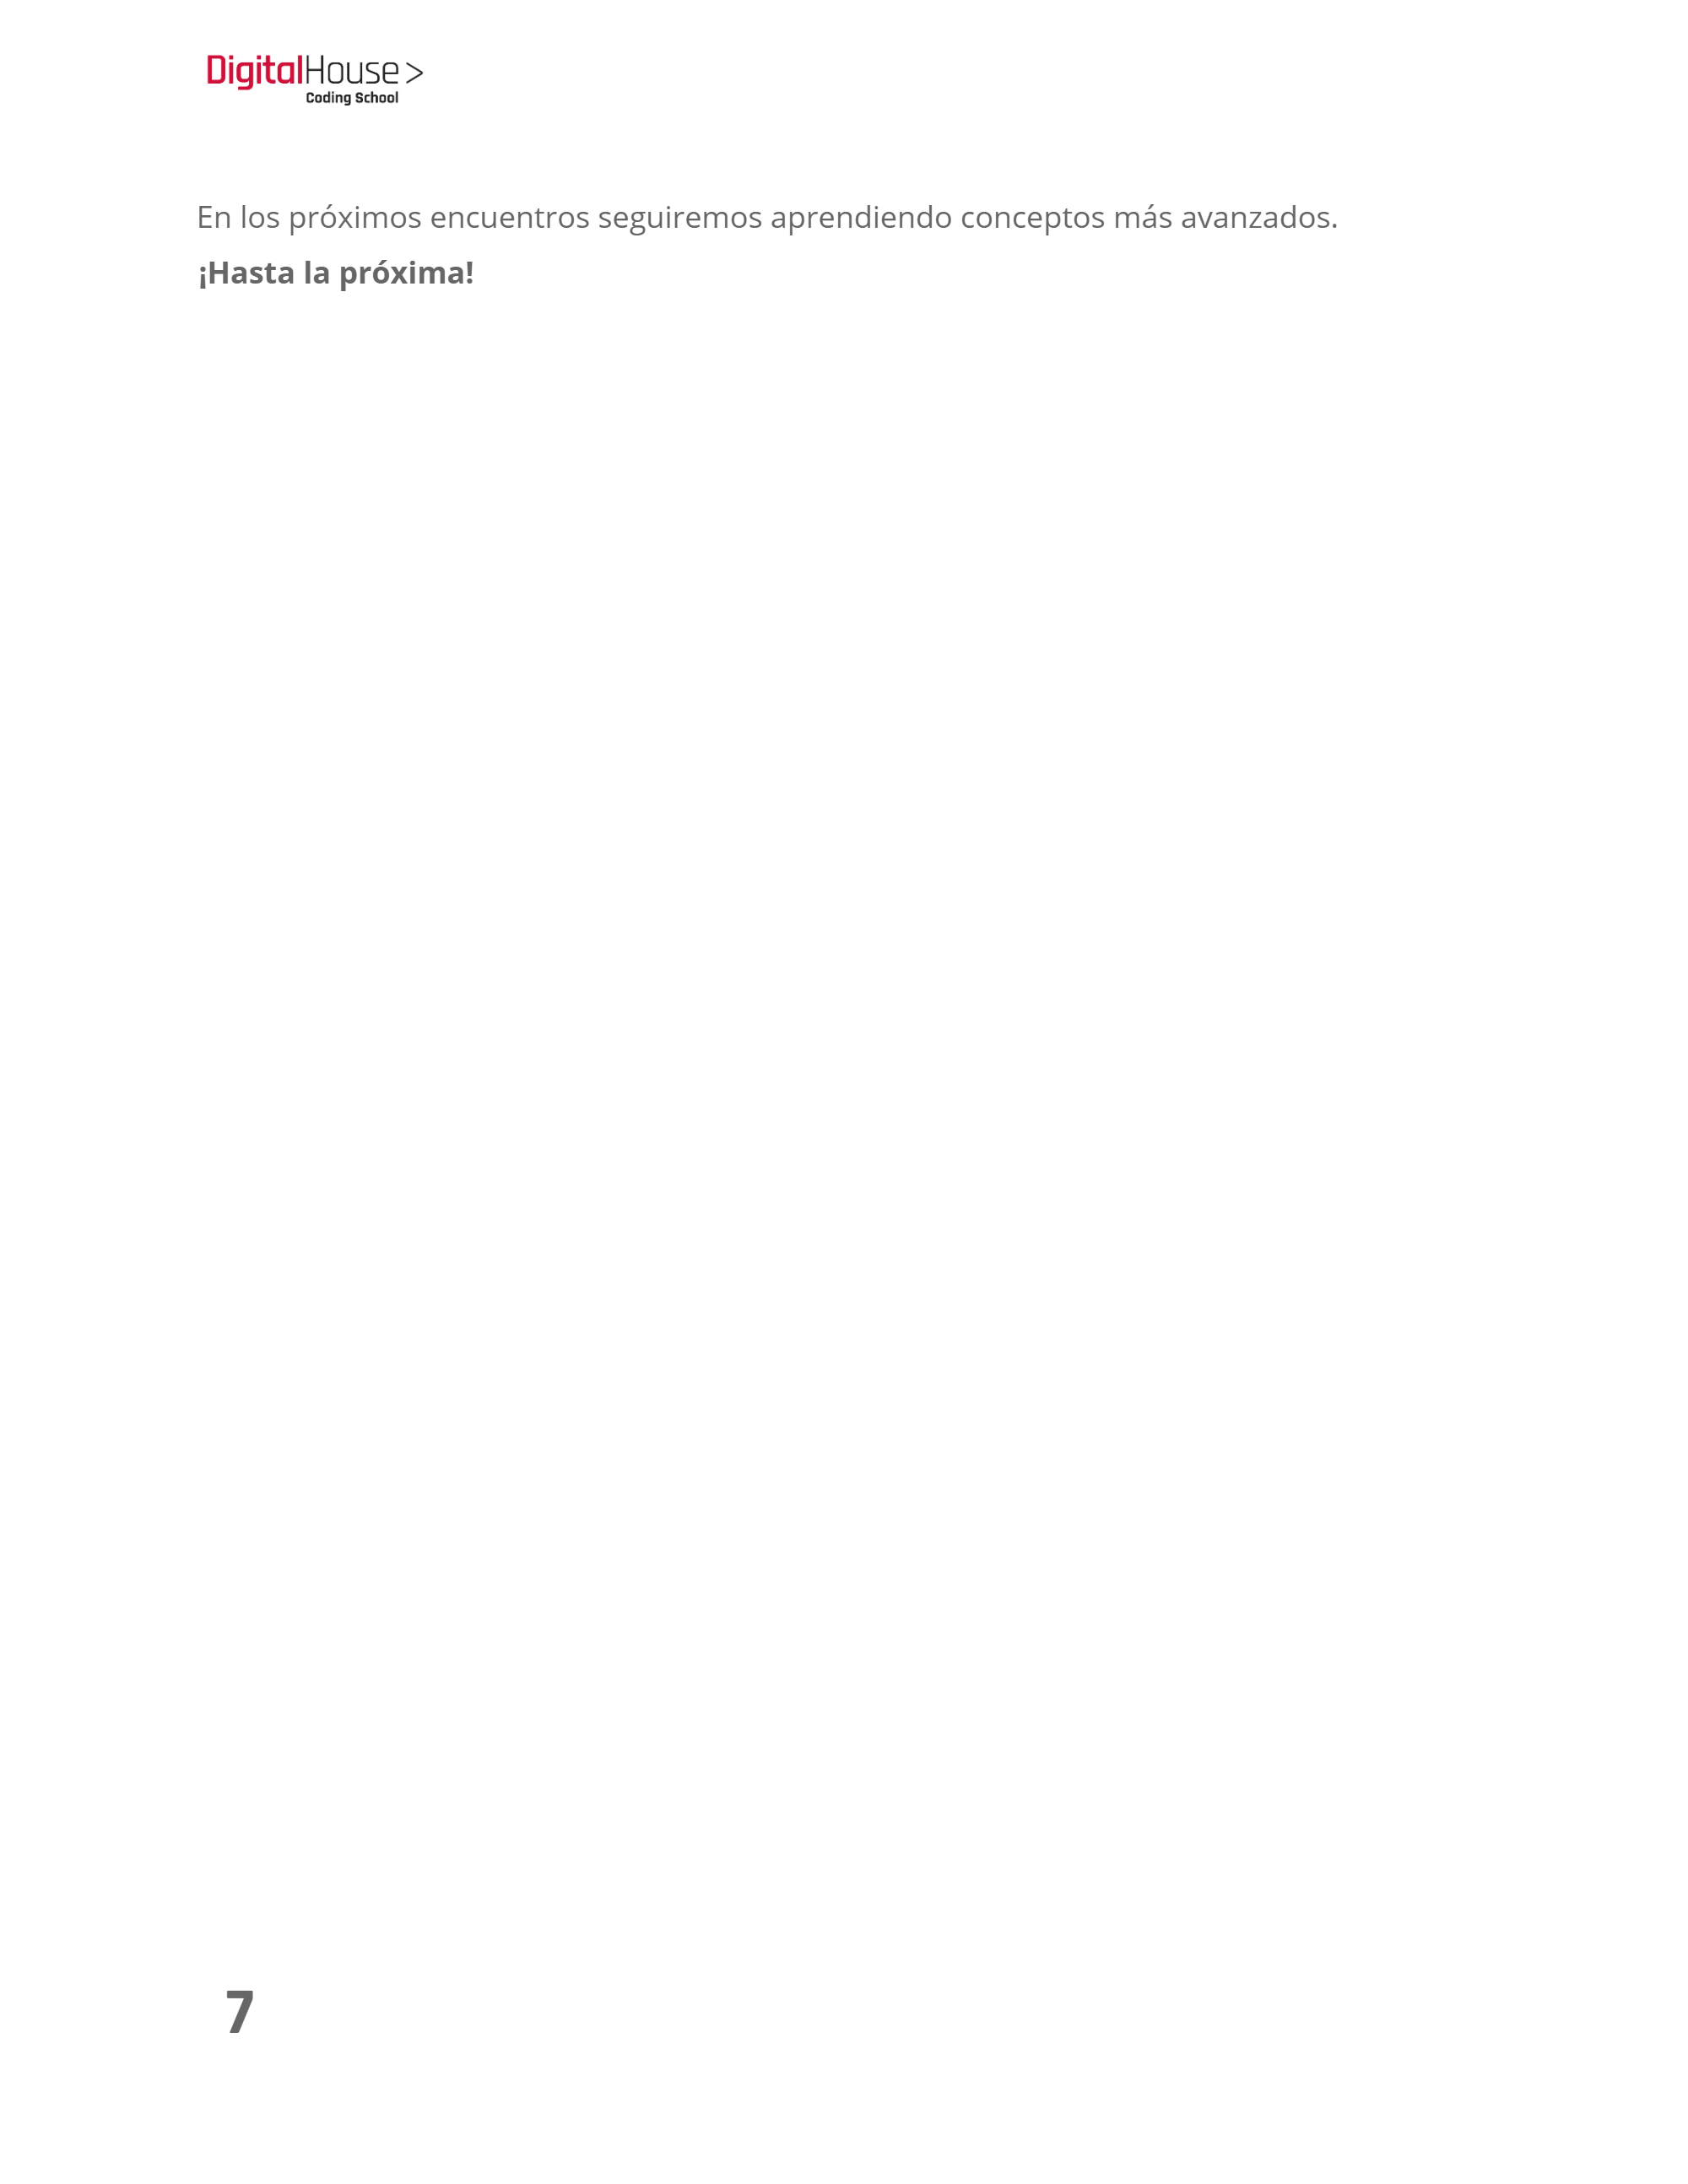 DigitalHouse >
Coding School
En los próximos encuentros seguiremos aprendiendo conceptos más avanzados.
¡Hasta la próxima!
7